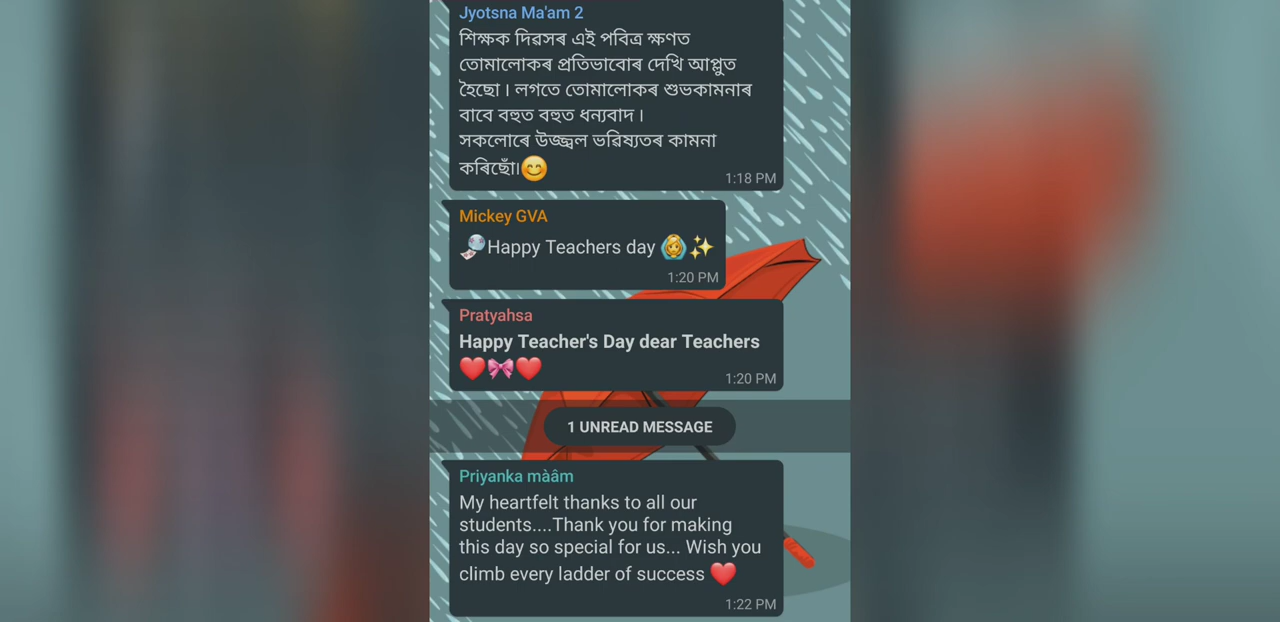 Jyotsna Ma'am 2
শিক্ষক দিৱসৰ এই পবিত্ৰ ক্ষণত
তোমালোকৰ প্ৰতিভাবোৰ দেখি আপ্লুত
হৈছো । লগতে তোমালোকৰ শুভকামনাৰ
বাবে বহুত বহুত ধন্যবাদ ।
সকলোৰে উজ্জ্বল ভৱিষ্যতৰ কামনা
কৰিছোঁ।😊
1:18 PM
Mickey GVA
Happy Teachers day ✨
1:20 PM
Pratyahsa
Happy Teacher's Day dear Teachers
❤️🎀❤️
1:20 PM
1 UNREAD MESSAGE
Priyanka mààm
My heartfelt thanks to all our
students....Thank you for making
this day so special for us... Wish you
climb every ladder of success ❤️
1:22 PM